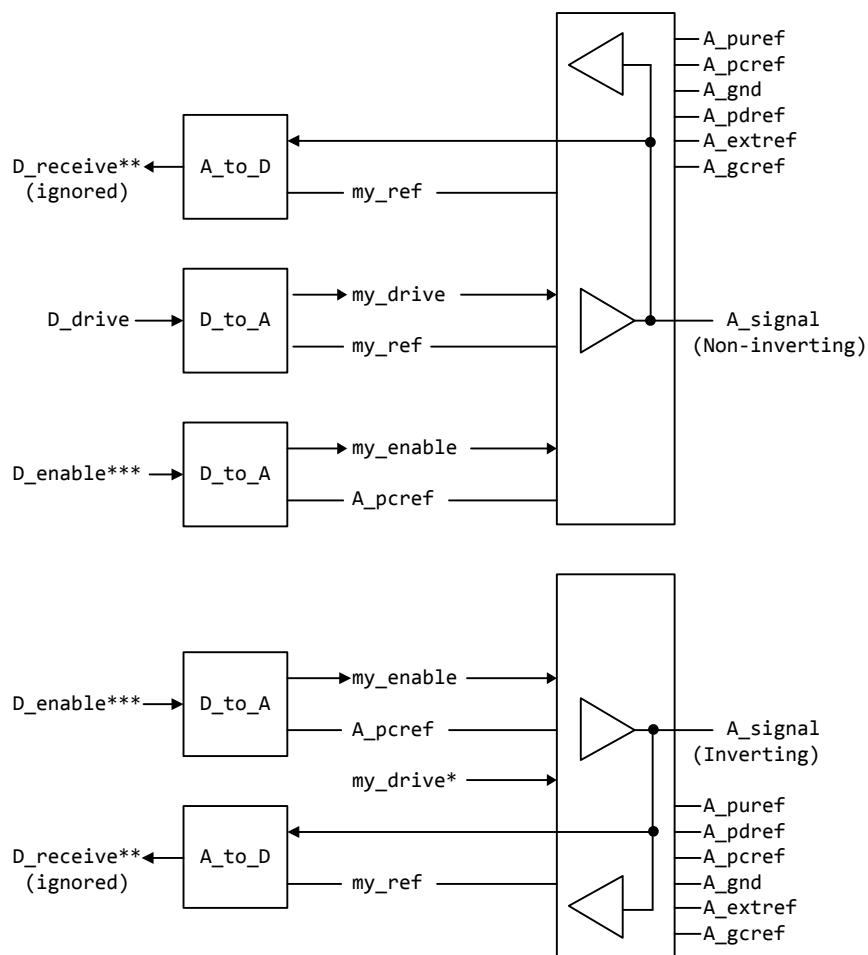 A_puref
A_pcref
A_gnd
A_pdref
A_extref
A_gcref
D_receive**
(ignored)
A_to_D
my_ref
D_drive
D_to_A
my_drive
my_ref
A_signal
(Non-inverting)
D_enable***
D_to_A
my_enable
A_pcref
D_enable***
D_to_A
my_enable
A_pcref
my_drive*
A_signal
(Inverting)
D_receive**
(ignored)
A_to_D
my_ref
A_puref
A_pdref
A_pcref
A_gnd
A_extref
A_gcref